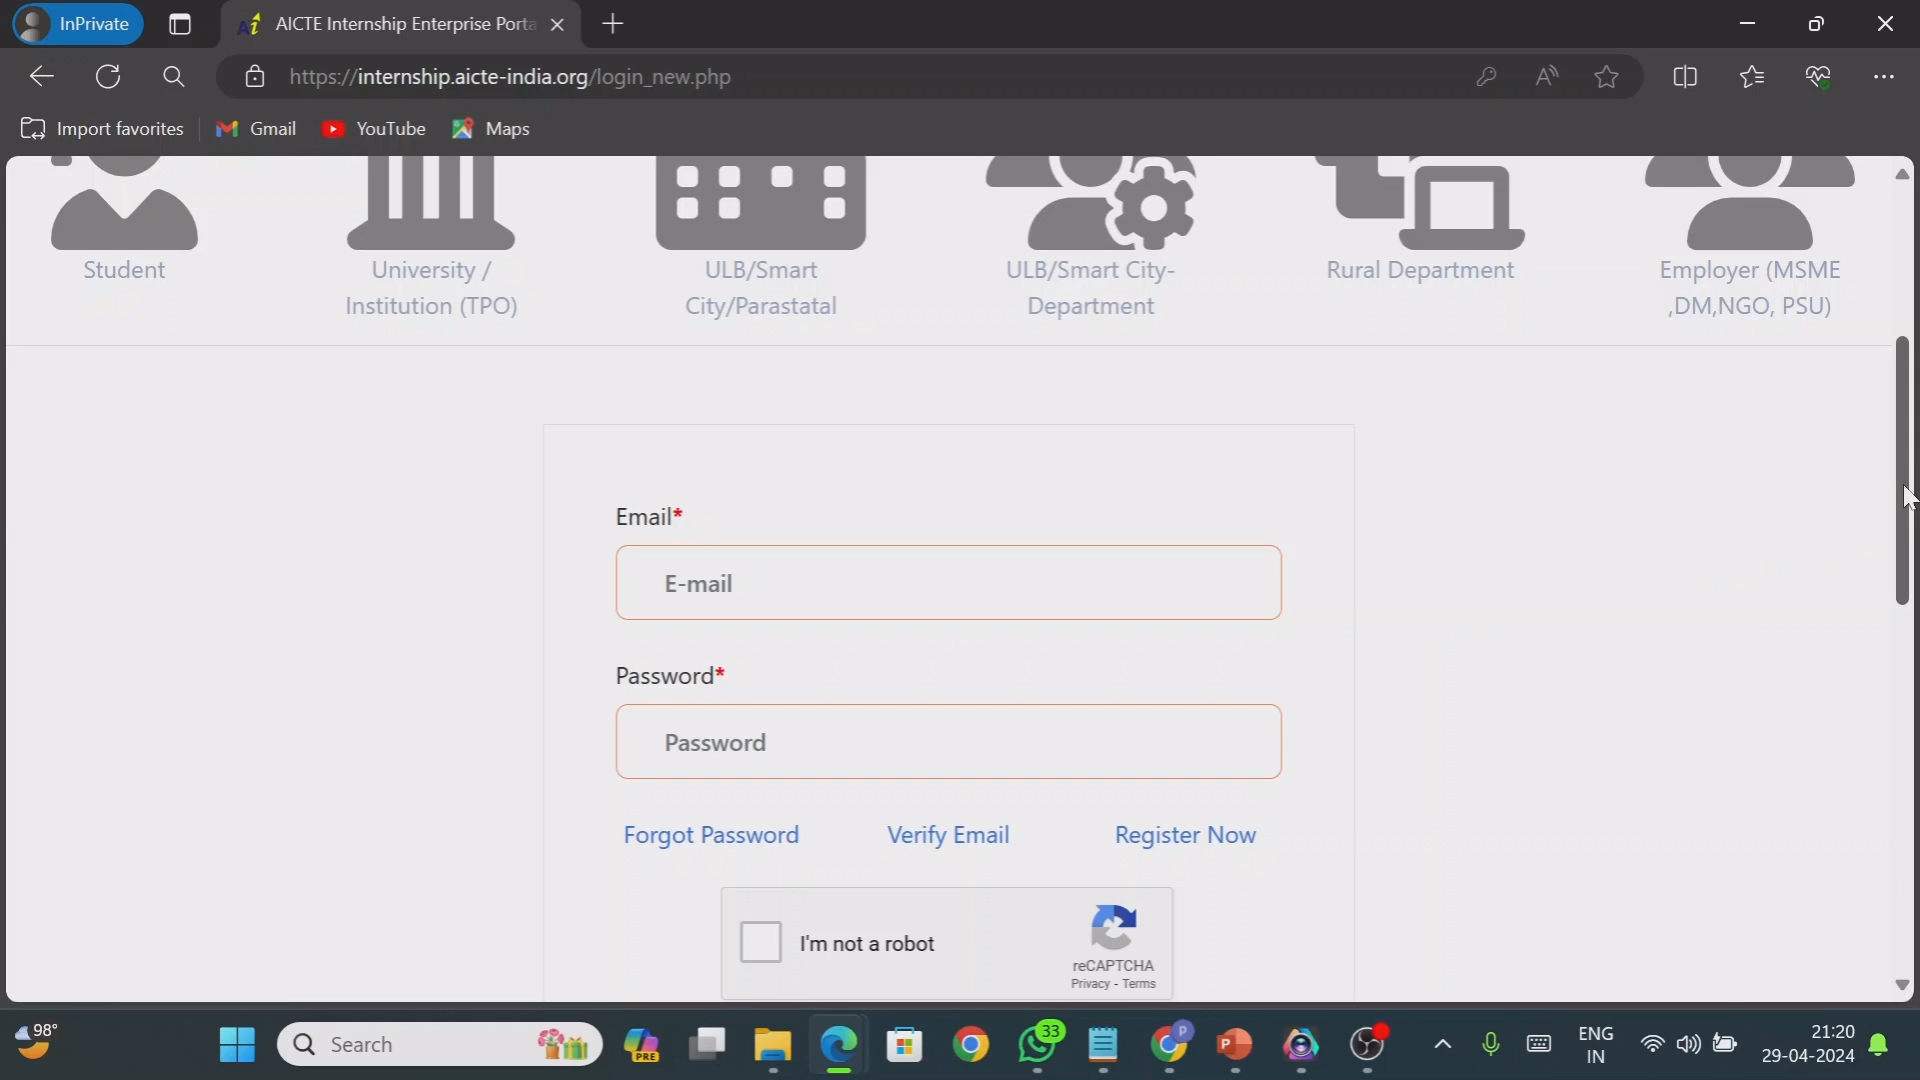 InPrivate
AICTE Internship Enterprise Porta
https://internship.aicte-india.org/login_new.php
Import favorites
Gmail
YouTube
Maps
Student
University /
Institution (TPO)
ULB/Smart
City/Parastatal
ULB/Smart City-
Department
Rural Department
Employer (MSME
,DM,NGO, PSU)
Email*
E-mail
Password*
Password
Forgot Password
Verify Email
Register Now
I'm not a robot
reCAPTCHA
Privacy - Terms
98°
Search
PRE
33
P
P
ENG
IN
21:20
29-04-2024